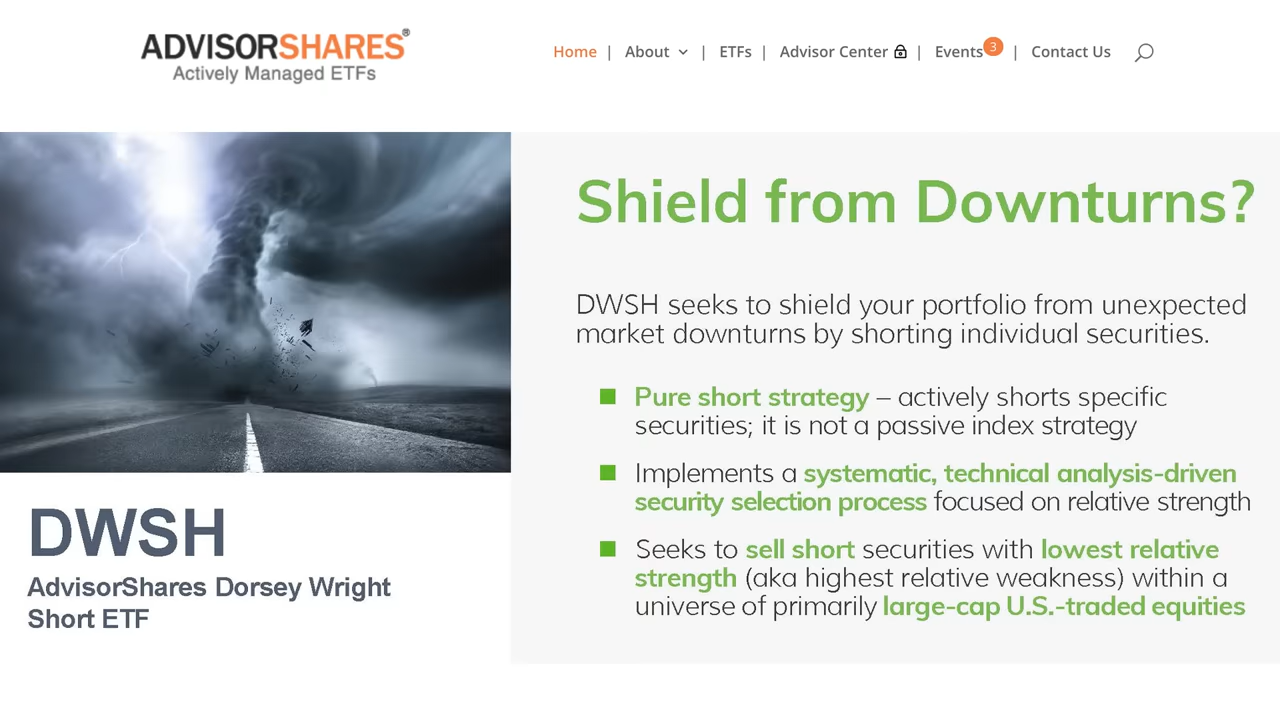 ADVISORSHARES®
Actively Managed ETFs
Home | About | ETFs | Advisor Center | Events 3 | Contact Us
Shield from Downturns?
DWSH seeks to shield your portfolio from unexpected
market downturns by shorting individual securities.
Pure short strategy – actively shorts specific
securities; it is not a passive index strategy
Implements a systematic, technical analysis-driven
security selection process focused on relative strength
Seeks to sell short securities with lowest relative
strength (aka highest relative weakness) within a
universe of primarily large-cap U.S.-traded equities
DWSH
AdvisorShares Dorsey Wright
Short ETF